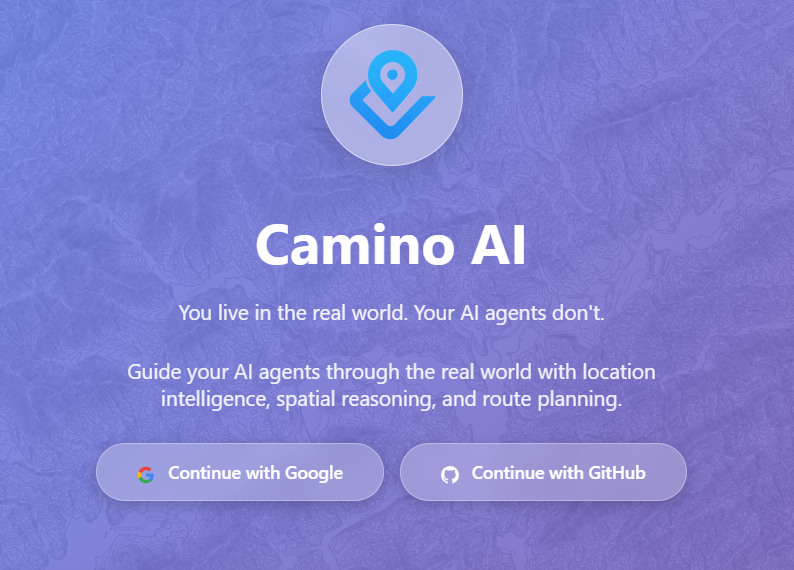 Camino AI
You live in the real world. Your AI agents don't.
Guide your AI agents through the real world with location
intelligence, spatial reasoning, and route planning.
Continue with Google
Continue with GitHub